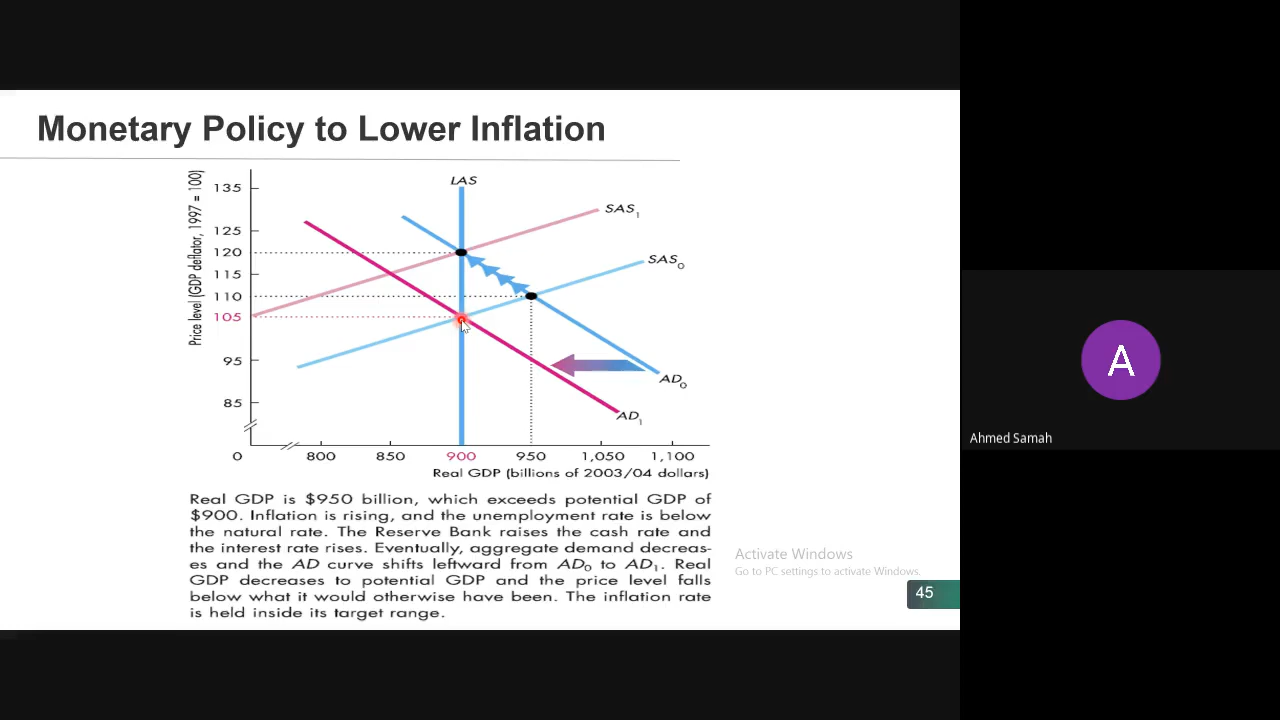 Monetary Policy to Lower Inflation
Price level (GDP deflator, 1997 = 100)
135
125
120
115
110
105
95
85
LAS
SAS1
SAS0
AD0
AD1
0
800
850
900
950
1,050
1,100
Real GDP (billions of 2003/04 dollars)
Real GDP is $950 billion, which exceeds potential GDP of
$900. Inflation is rising, and the unemployment rate is below
the natural rate. The Reserve Bank raises the cash rate and
the interest rate rises. Eventually, aggregate demand decreas-
es and the AD curve shifts leftward from AD0 to AD1. Real
GDP decreases to potential GDP and the price level falls
below what it would otherwise have been. The inflation rate
is held inside its target range.
Activate Windows
Go to PC settings to activate Windows.
45
A
Ahmed Samah